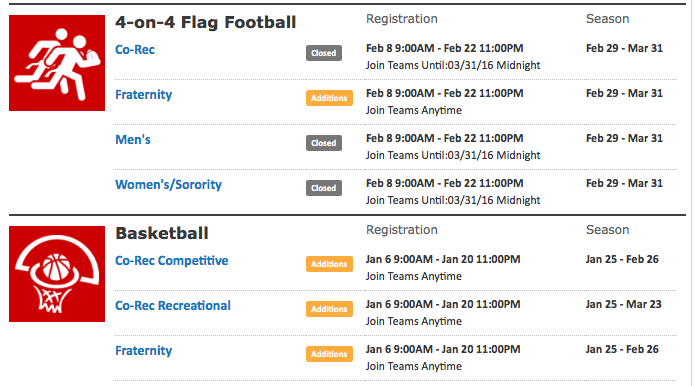 4-on-4 Flag Football Registration Season
Co-Rec Closed Feb 8 9:00AM - Feb 22 11:00PM Feb 29 - Mar 31
Join Teams Until:03/31/16 Midnight
Fraternity Additions Feb 8 9:00AM - Feb 22 11:00PM Feb 29 - Mar 31
Join Teams Anytime
Men's Closed Feb 8 9:00AM - Feb 22 11:00PM Feb 29 - Mar 31
Join Teams Until:03/31/16 Midnight
Women's/Sorority Closed Feb 8 9:00AM - Feb 22 11:00PM Feb 29 - Mar 31
Join Teams Until:03/31/16 Midnight
Basketball Registration Season
Co-Rec Competitive Additions Jan 6 9:00AM - Jan 20 11:00PM Jan 25 - Feb 26
Join Teams Anytime
Co-Rec Recreational Additions Jan 6 9:00AM - Jan 20 11:00PM Jan 25 - Mar 23
Join Teams Anytime
Fraternity Additions Jan 6 9:00AM - Jan 20 11:00PM Jan 25 - Feb 26
Join Teams Anytime